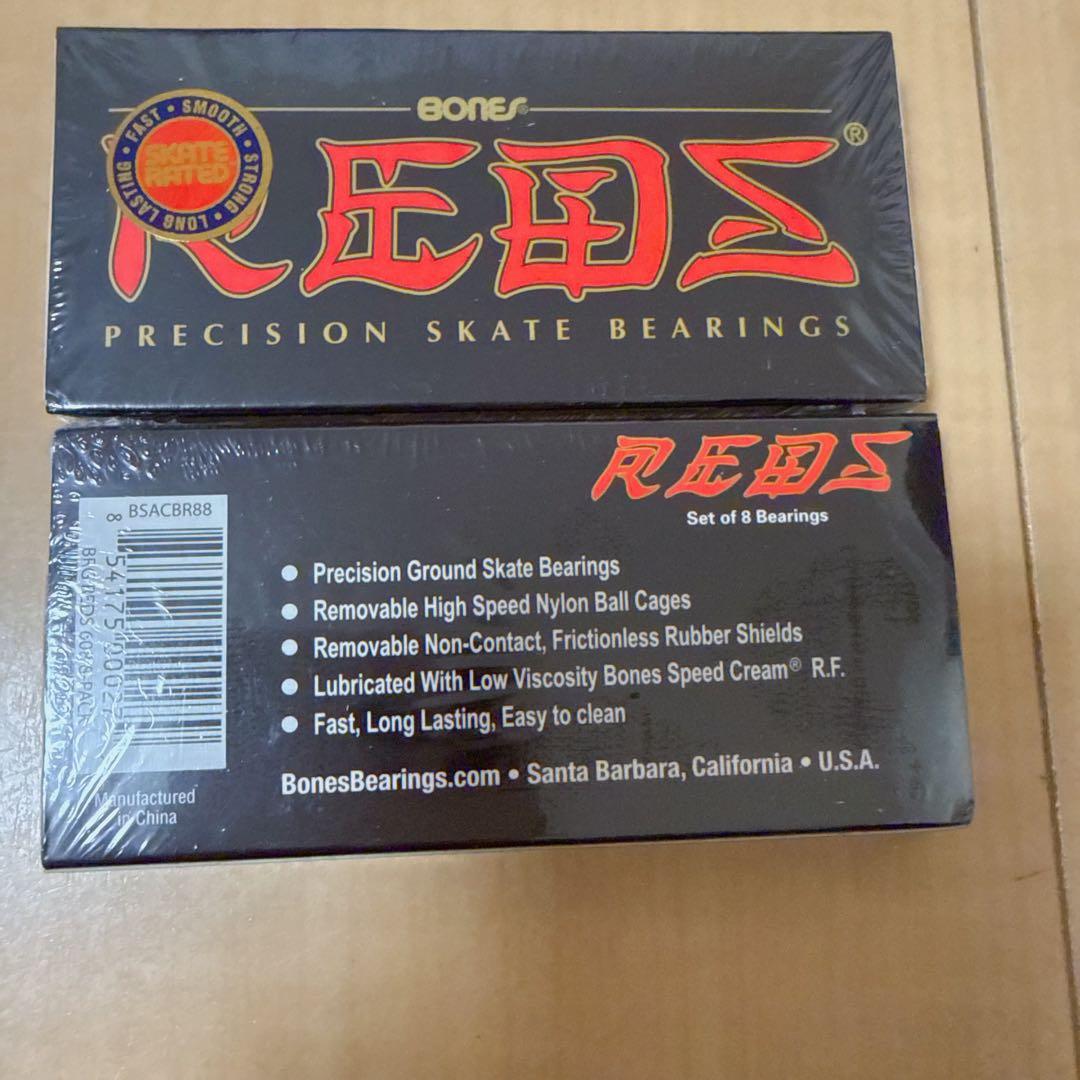 BONES®
REDS®
FAST • SMOOTH • STRONG • LONG LASTING •
SKATE
RATED
PRECISION SKATE BEARINGS
REDS
Set of 8 Bearings
BSACBR88
8
54175
Manufactured
in China
● Precision Ground Skate Bearings
● Removable High Speed Nylon Ball Cages
● Removable Non-Contact, Frictionless Rubber Shields
● Lubricated With Low Viscosity Bones Speed Cream® R.F.
● Fast, Long Lasting, Easy to clean
BonesBearings.com • Santa Barbara, California • U.S.A.